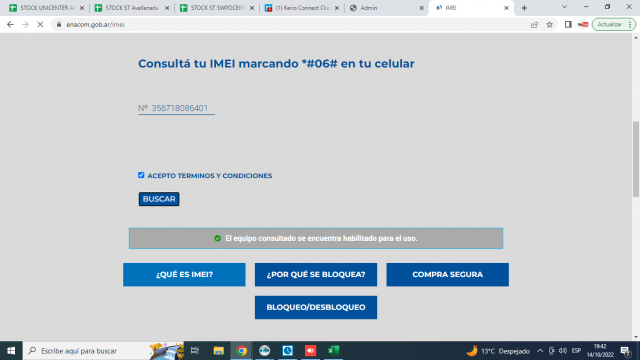 STOCK UNICENTER A
STOCK ST Avellaneda
STOCK ST SWPOCENT
(1) Kerio Connect Clie
Admin
IMEI
enacom.gob.ar/imei
Actualizar
Consultá tu IMEI marcando *#06# en tu celular
Nº 356718086401
ACEPTO TERMINOS Y CONDICIONES
BUSCAR
El equipo consultado se encuentra habilitado para el uso.
¿QUÉ ES IMEI?
¿POR QUÉ SE BLOQUEA?
COMPRA SEGURA
BLOQUEO/DESBLOQUEO
Escribe aquí para buscar
13°C Despejado
ESP
19:42
14/10/2022